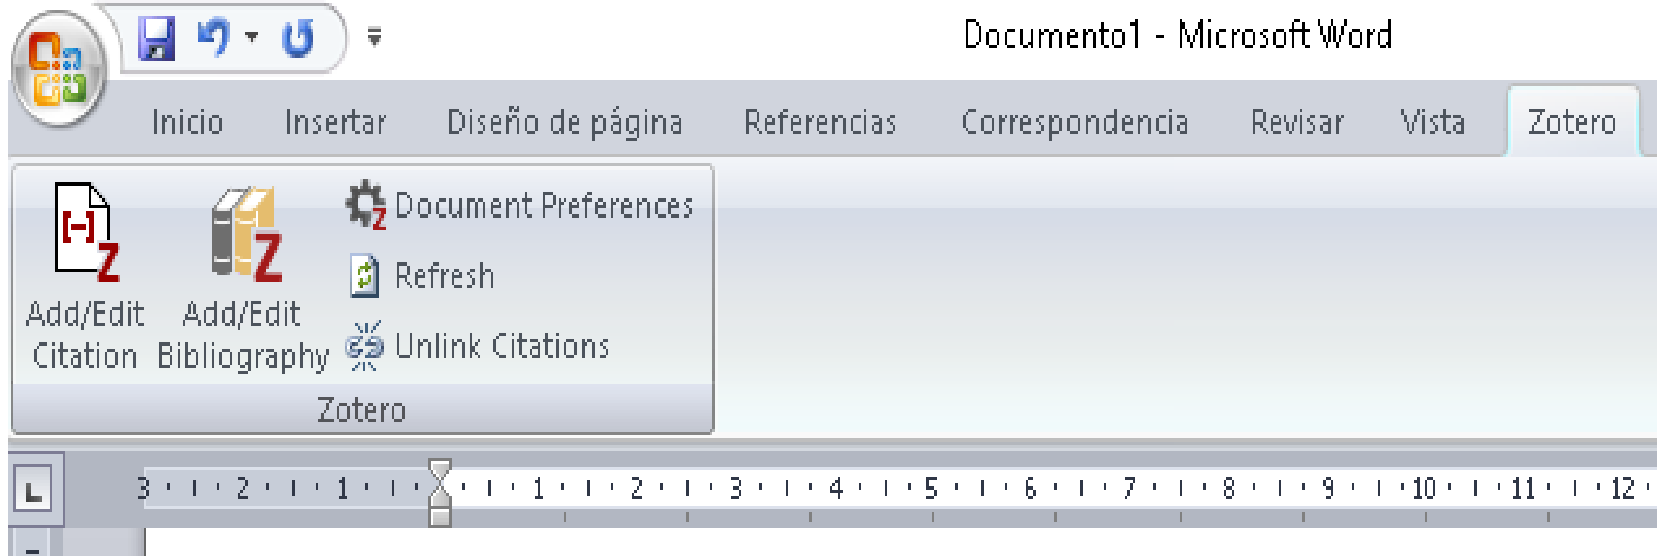 Documento1 - Microsoft Word
Inicio Insertar Diseño de página Referencias Correspondencia Revisar Vista Zotero
[-]z
Z
z
Add/Edit
Citation
Add/Edit
Bibliography
Document Preferences
Refresh
Unlink Citations
Zotero
L 3 2 1 1 2 3 4 5 6 7 8 9 10 11 12